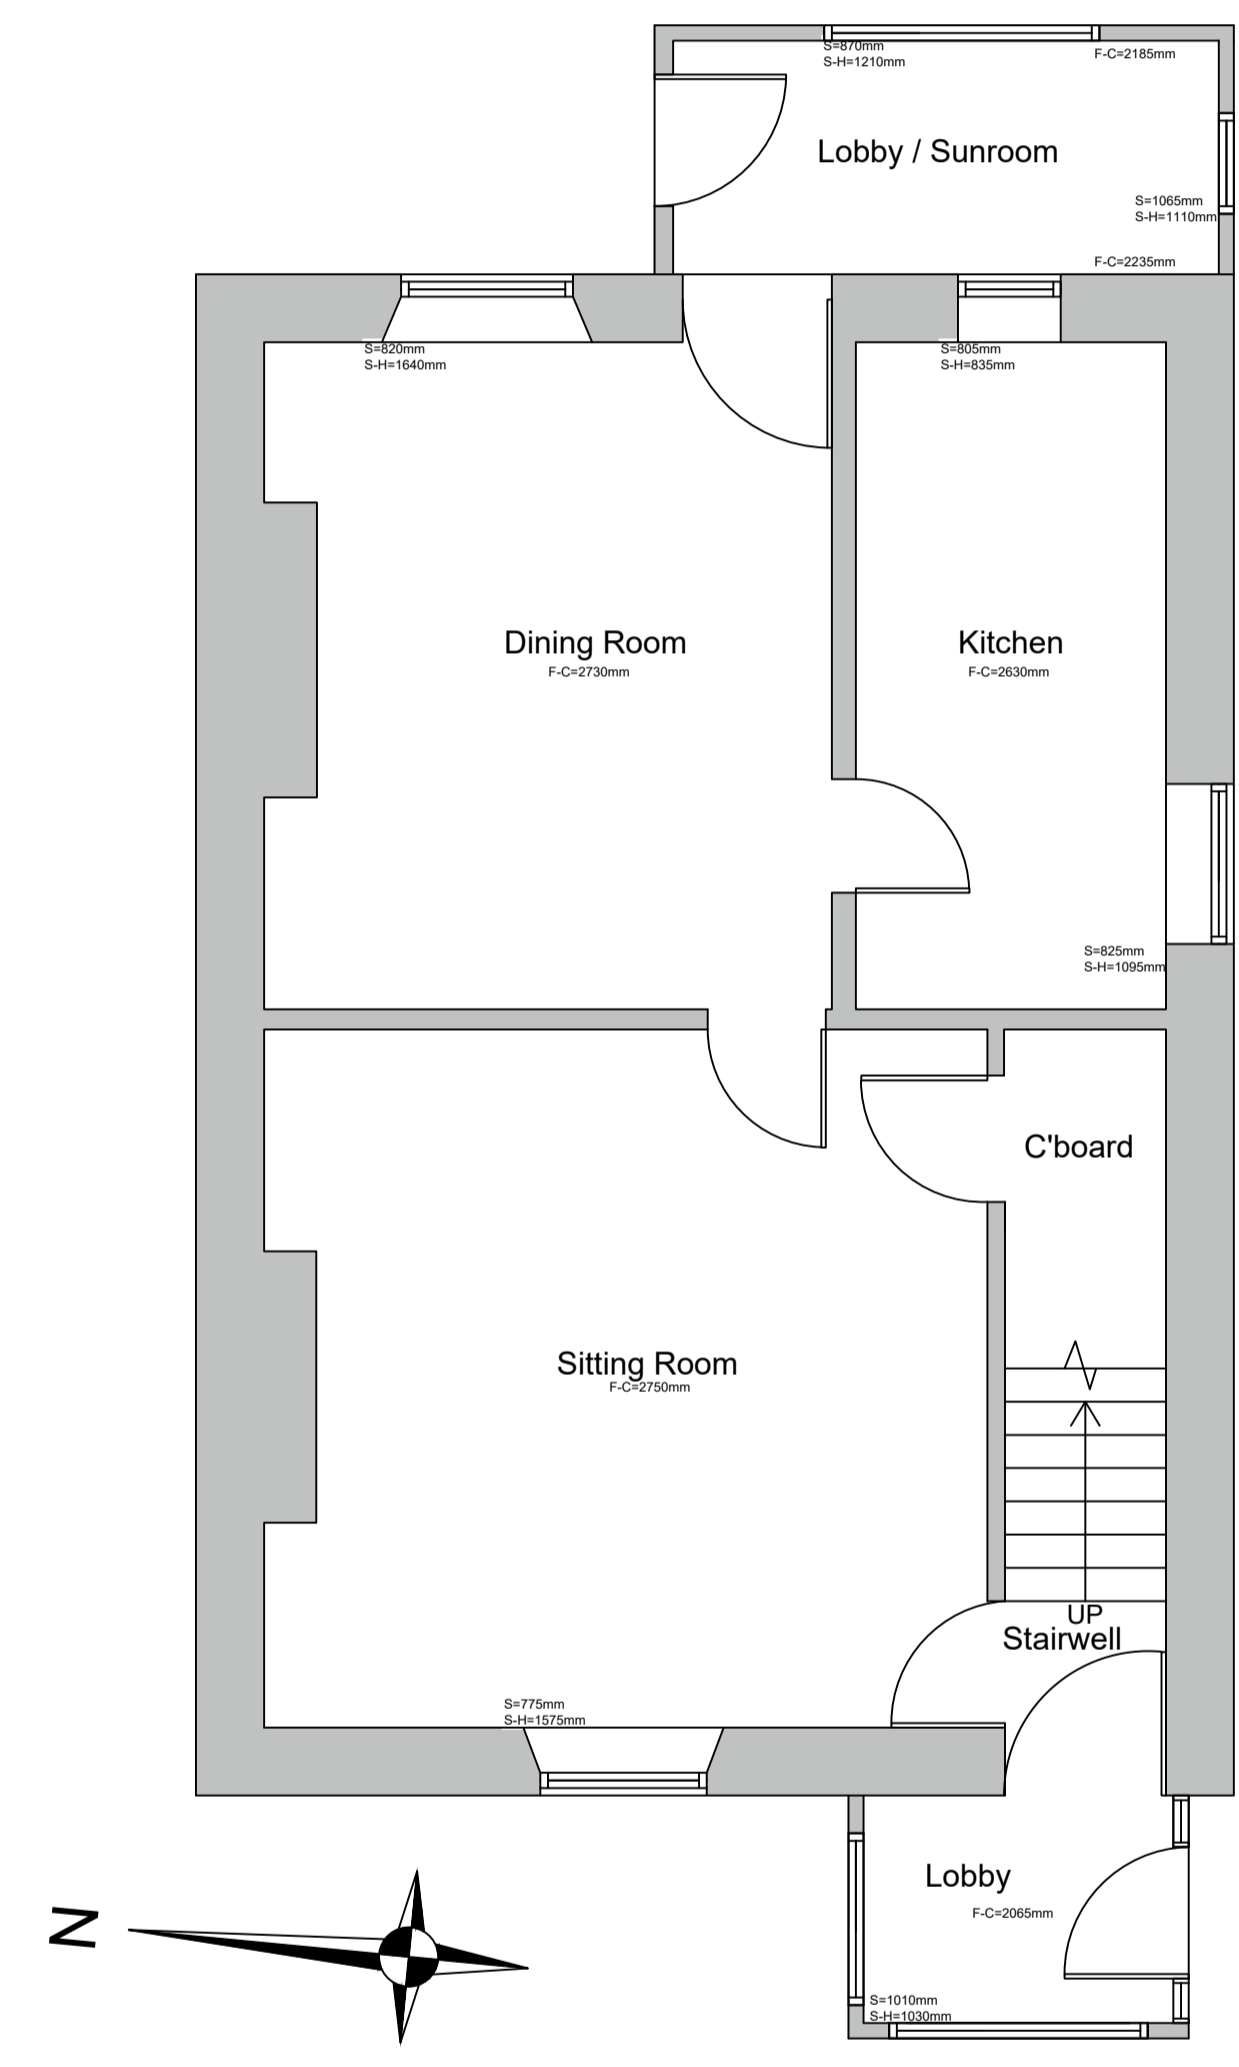 S=870mm
S-H=1210mm
F-C=2185mm
Lobby / Sunroom
S=1065mm
S-H=1110mm
F-C=2235mm
S=820mm
S-H=1640mm
S=805mm
S-H=835mm
Dining Room
F-C=2730mm
Kitchen
F-C=2630mm
S=825mm
S-H=1095mm
C'board
Sitting Room
F-C=2750mm
UP
Stairwell
S=775mm
S-H=1575mm
Lobby
F-C=2065mm
N
S=1010mm
S-H=1030mm